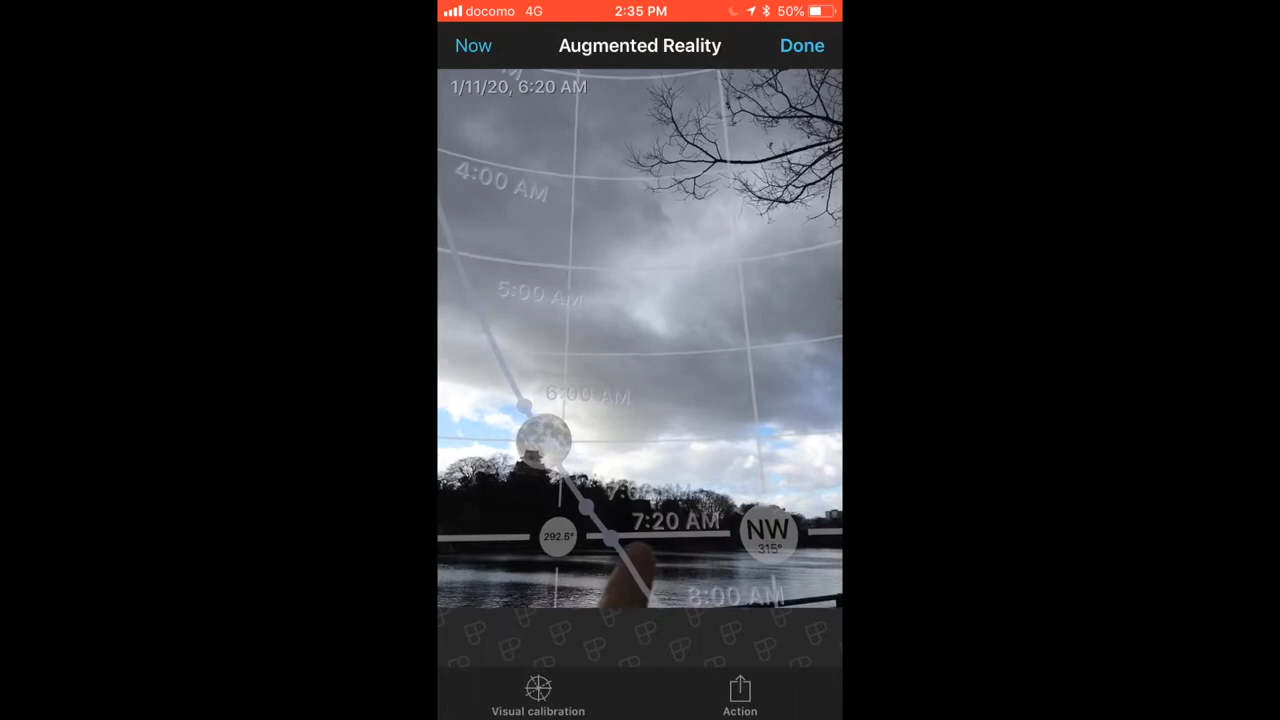 docomo 4G 2:35 PM 50%
Now Augmented Reality Done
1/11/20, 6:20 AM
4:00 AM
5:00 AM
6:00 AM
7:20 AM
292.5°
NW
315°
8:00 AM
Visual calibration Action